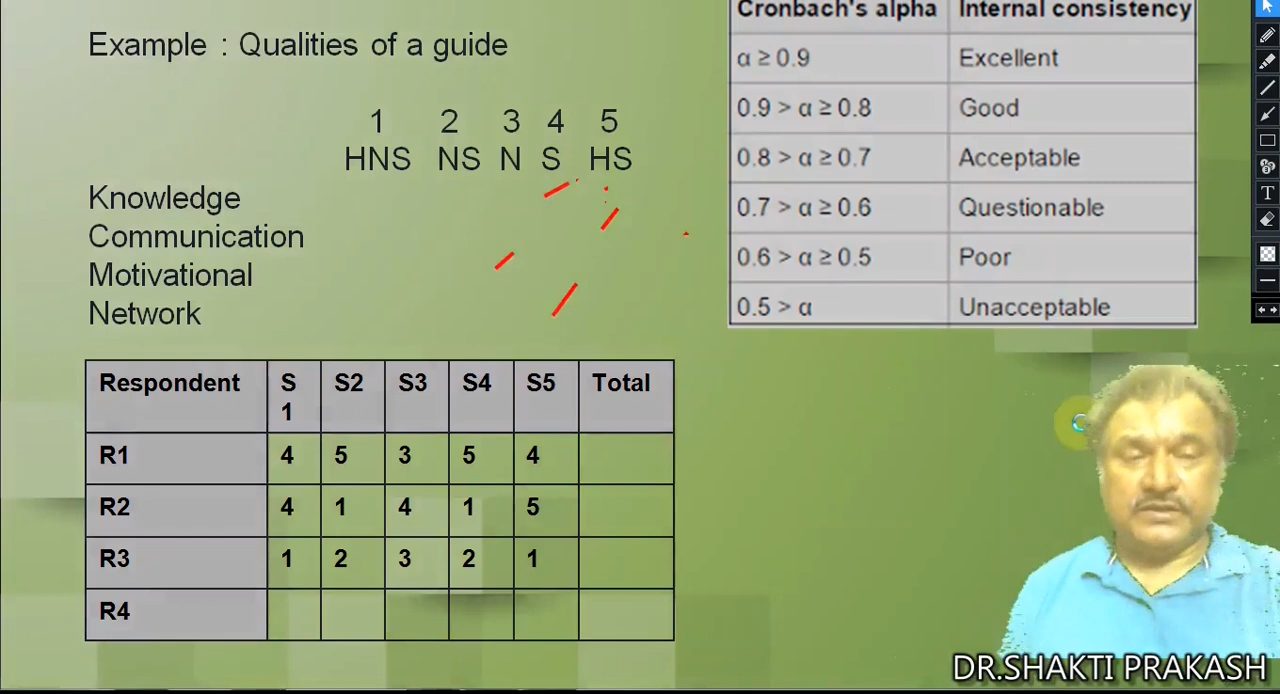 Example : Qualities of a guide
1 2 3 4 5
HNS NS N S HS
Knowledge
Communication
Motivational
Network
Cronbach's alpha Internal consistency
α ≥ 0.9 Excellent
0.9 > α ≥ 0.8 Good
0.8 > α ≥ 0.7 Acceptable
0.7 > α ≥ 0.6 Questionable
0.6 > α ≥ 0.5 Poor
0.5 > α Unacceptable
Respondent S1 S2 S3 S4 S5 Total
R1 4 5 3 5 4
R2 4 1 4 1 5
R3 1 2 3 2 1
R4
T
DR.SHAKTI PRAKASH